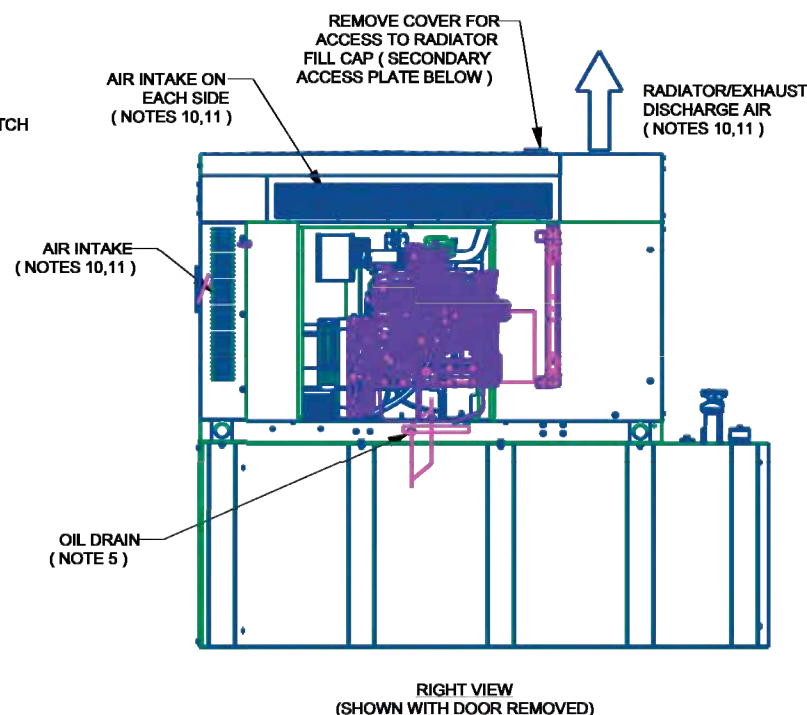 REMOVE COVER FOR
ACCESS TO RADIATOR
FILL CAP ( SECONDARY
ACCESS PLATE BELOW )
AIR INTAKE ON
EACH SIDE
( NOTES 10,11 )
RADIATOR/EXHAUST
DISCHARGE AIR
( NOTES 10,11 )
TCH
AIR INTAKE
( NOTES 10,11 )
OIL DRAIN
( NOTE 5 )
RIGHT VIEW
(SHOWN WITH DOOR REMOVED)